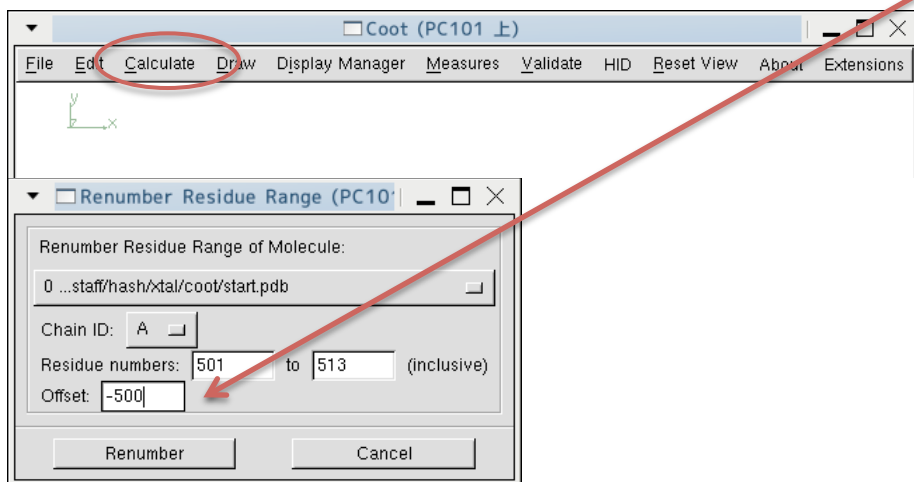 Coot (PC101 上)
File Edit Calculate Draw Display Manager Measures Validate HID Reset View About Extensions
y
z x
Renumber Residue Range (PC10
Renumber Residue Range of Molecule:
0 ...staff/hash/xtal/coot/start.pdb
Chain ID: A
Residue numbers: 501 to 513 (inclusive)
Offset: -500
Renumber Cancel